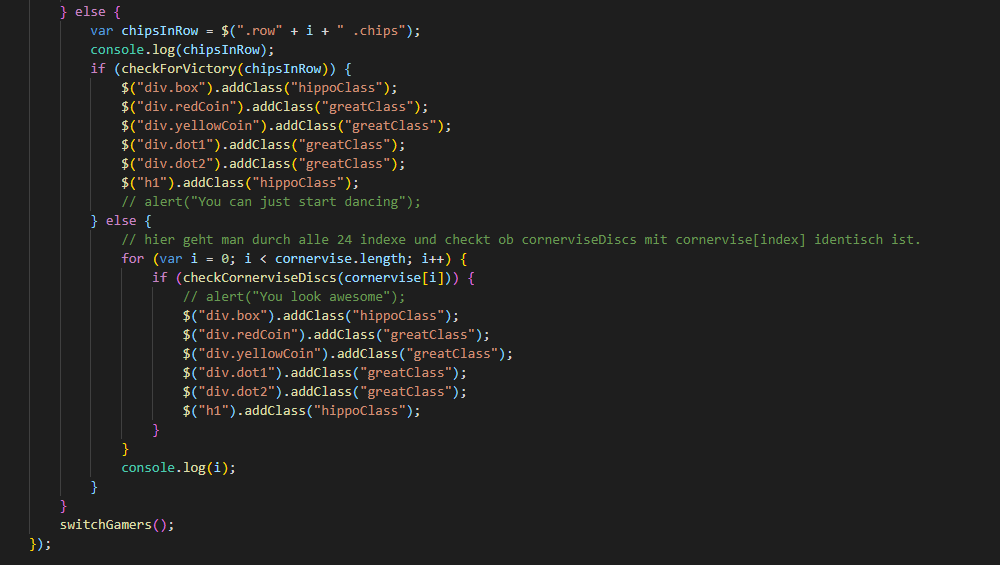 } else {
var chipsInRow = $(".row" + i + " .chips");
console.log(chipsInRow);
if (checkForVictory(chipsInRow)) {
$("div.box").addClass("hippoClass");
$("div.redCoin").addClass("greatClass");
$("div.yellowCoin").addClass("greatClass");
$("div.dot1").addClass("greatClass");
$("div.dot2").addClass("greatClass");
$("h1").addClass("hippoClass");
// alert("You can just start dancing");
} else {
// hier geht man durch alle 24 indexe und checkt ob cornerviseDiscs mit cornervise[index] identisch ist.
for (var i = 0; i < cornervise.length; i++) {
if (checkCornerviseDiscs(cornervise[i])) {
// alert("You look awesome");
$("div.box").addClass("hippoClass");
$("div.redCoin").addClass("greatClass");
$("div.yellowCoin").addClass("greatClass");
$("div.dot1").addClass("greatClass");
$("div.dot2").addClass("greatClass");
$("h1").addClass("hippoClass");
}
}
console.log(i);
}
}
switchGamers();
});